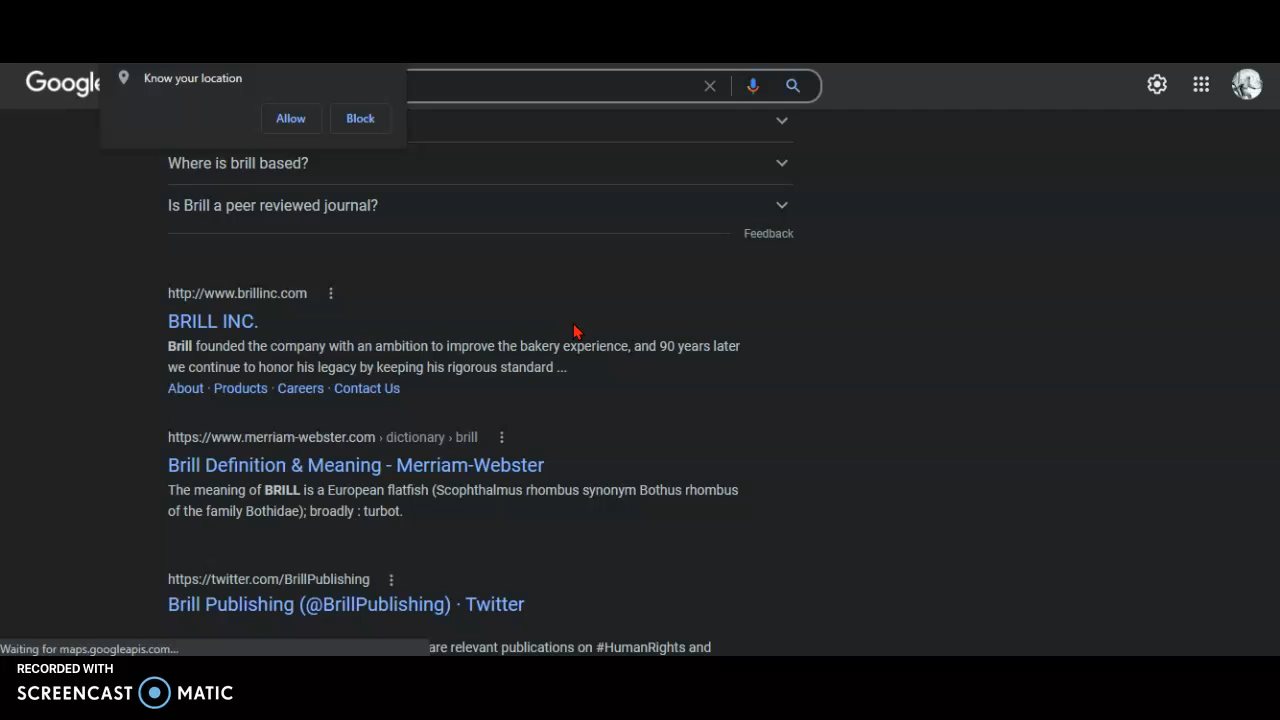 Google
Know your location
Allow Block
Where is brill based?
Is Brill a peer reviewed journal?
Feedback
http://www.brillinc.com
BRILL INC.
Brill founded the company with an ambition to improve the bakery experience, and 90 years later
we continue to honor his legacy by keeping his rigorous standard ...
About · Products · Careers · Contact Us
https://www.merriam-webster.com › dictionary › brill
Brill Definition & Meaning - Merriam-Webster
The meaning of BRILL is a European flatfish (Scophthalmus rhombus synonym Bothus rhombus
of the family Bothidae); broadly : turbot.
https://twitter.com/BrillPublishing
Brill Publishing (@BrillPublishing) · Twitter
are relevant publications on #HumanRights and
Waiting for maps.googleapis.com...
RECORDED WITH
SCREENCAST MATIC